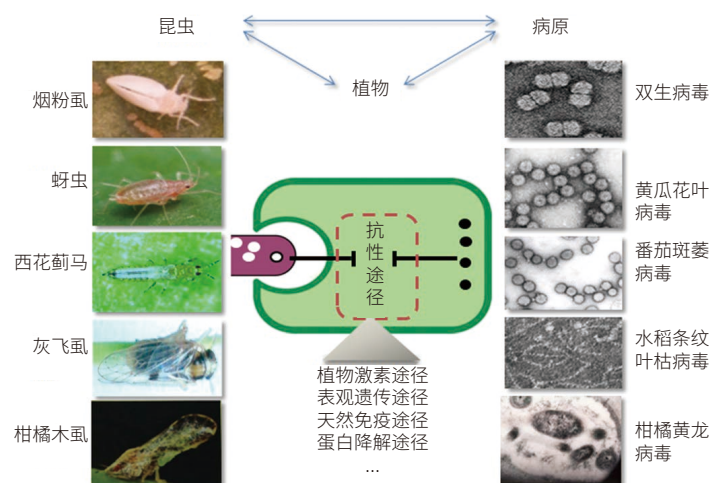 昆虫
病原
植物
烟粉虱
蚜虫
西花蓟马
灰飞虱
柑橘木虱
抗
性
途
径
植物激素途径
表观遗传途径
天然免疫途径
蛋白降解途径
...
双生病毒
黄瓜花叶
病毒
番茄斑萎
病毒
水稻条纹
叶枯病毒
柑橘黄龙
病毒